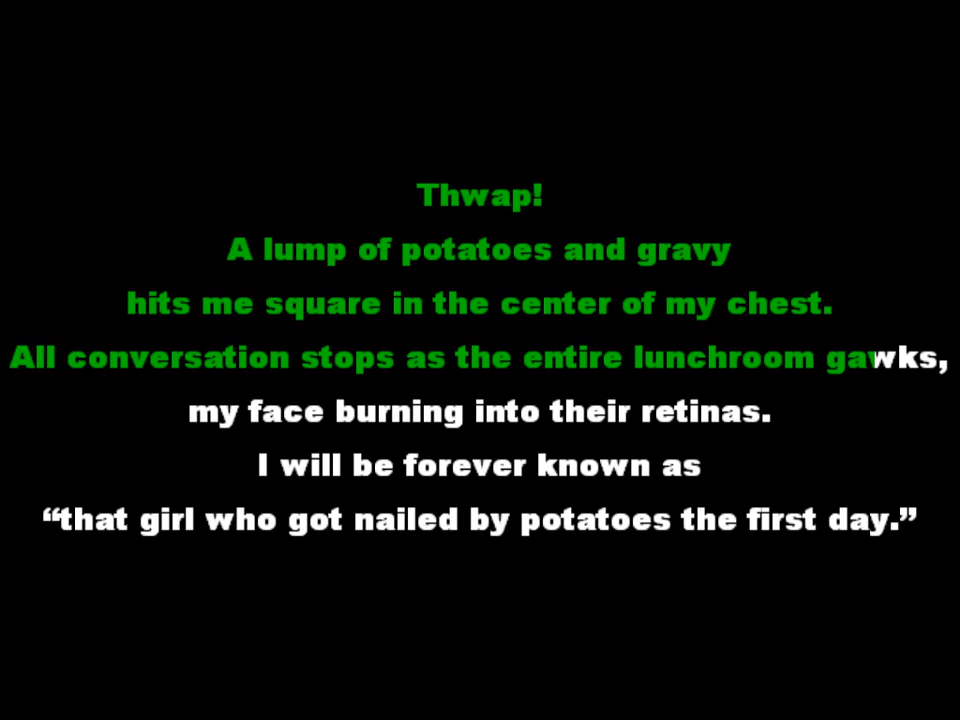 Thwap!
A lump of potatoes and gravy
hits me square in the center of my chest.
All conversation stops as the entire lunchroom gawks,
my face burning into their retinas.
I will be forever known as
“that girl who got nailed by potatoes the first day.”